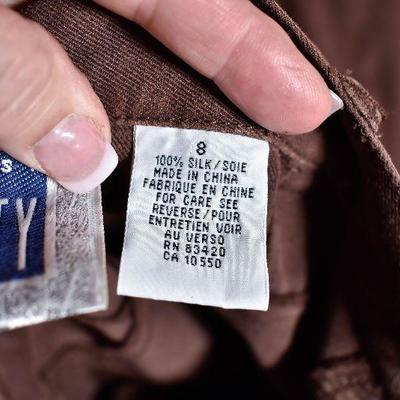 S
TY
8
100% SILK/SOIE
MADE IN CHINA
FABRIQUE EN CHINE
FOR CARE SEE
REVERSE/POUR
ENTRETIEN VOIR
AU VERSO
RN 83420
CA 10550